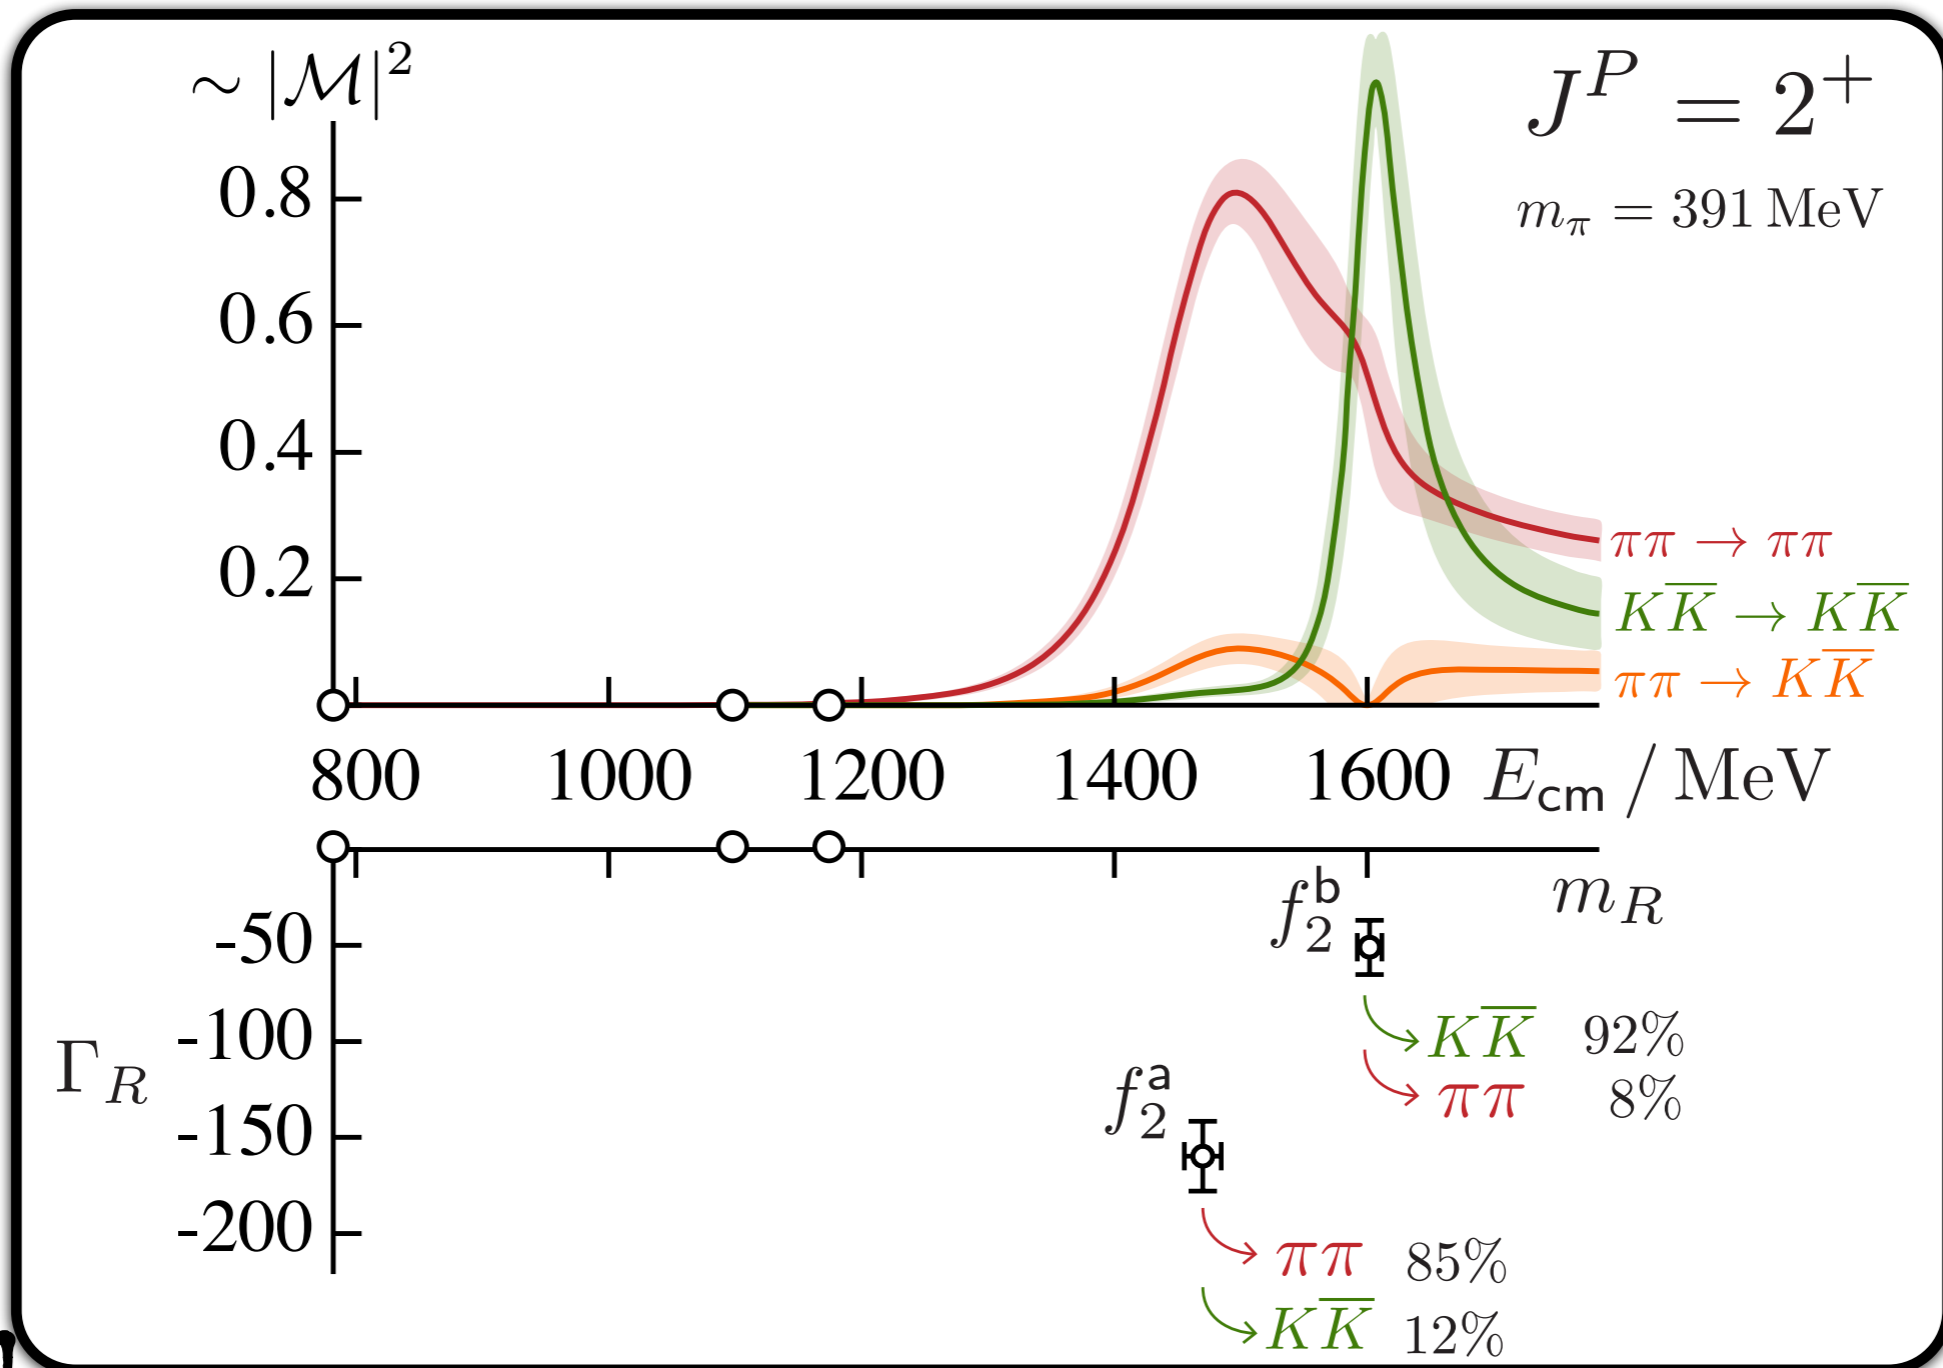 ∼ |ℳ|²
J^P = 2⁺
m_π = 391 MeV
0.8
0.6
0.4
0.2
ππ → ππ
KK̅ → KK̅
ππ → KK̅
800 1000 1200 1400 1600 E_cm / MeV
m_R
f₂ᵇ
-50
-100
-150
-200
Γ_R
KK̅ 92%
ππ 8%
f₂ᵃ
ππ 85%
KK̅ 12%